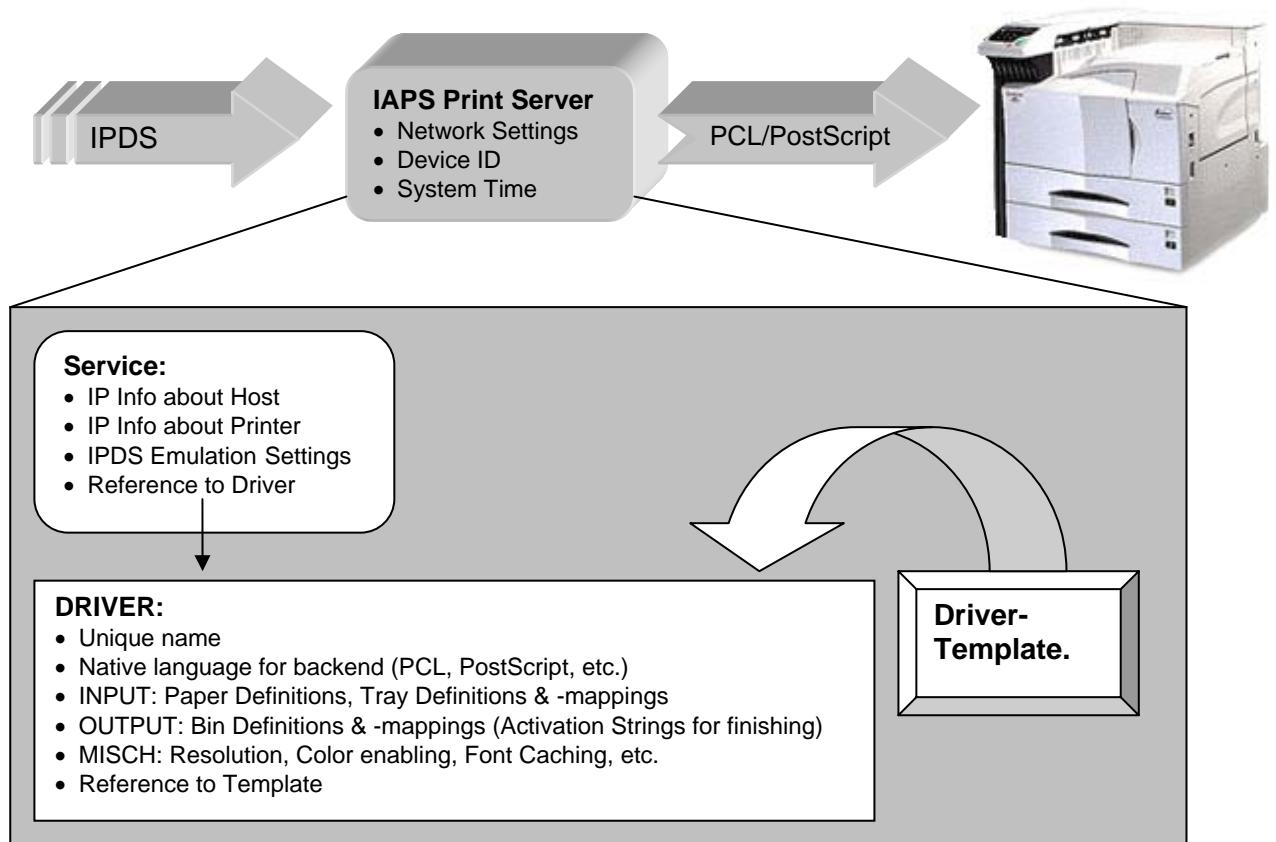 IPDS
IAPS Print Server
• Network Settings
• Device ID
• System Time
PCL/PostScript
Service:
• IP Info about Host
• IP Info about Printer
• IPDS Emulation Settings
• Reference to Driver
DRIVER:
• Unique name
• Native language for backend (PCL, PostScript, etc.)
• INPUT: Paper Definitions, Tray Definitions & -mappings
• OUTPUT: Bin Definitions & -mappings (Activation Strings for finishing)
• MISCH: Resolution, Color enabling, Font Caching, etc.
• Reference to Template
Driver-
Template.